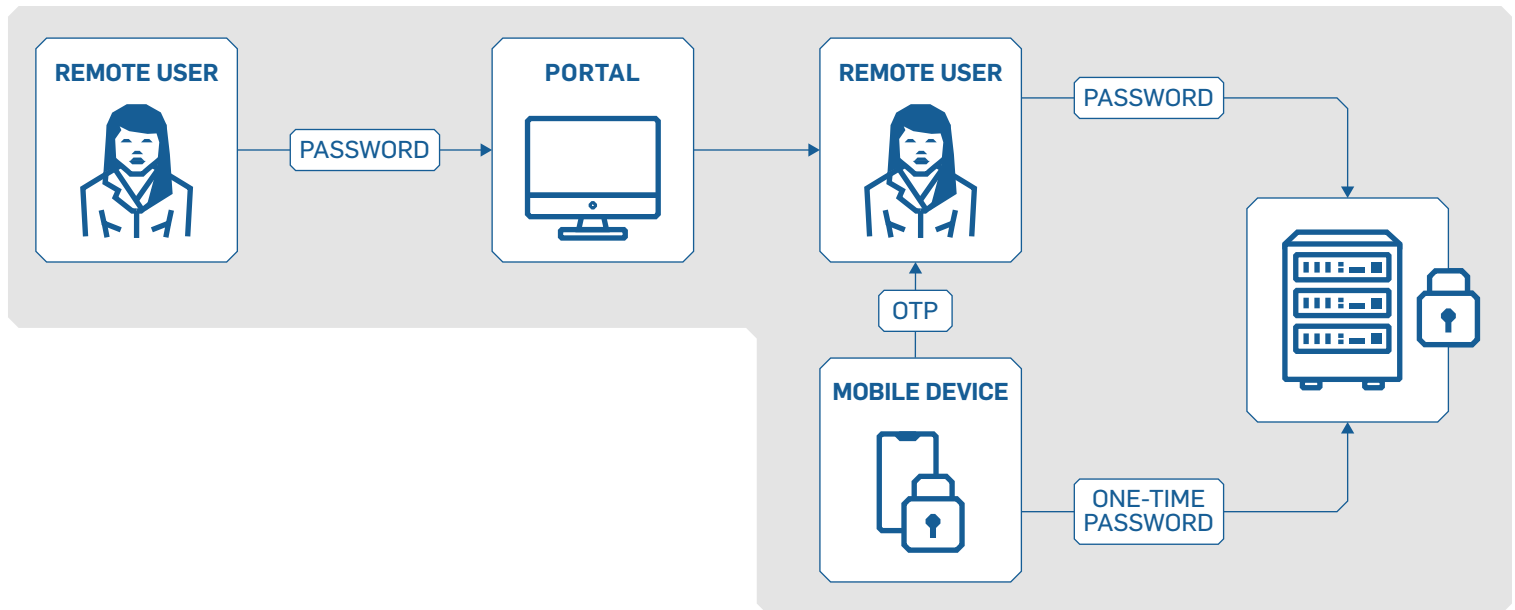 REMOTE USER
PASSWORD
PORTAL
REMOTE USER
PASSWORD
OTP
MOBILE DEVICE
ONE-TIME
PASSWORD